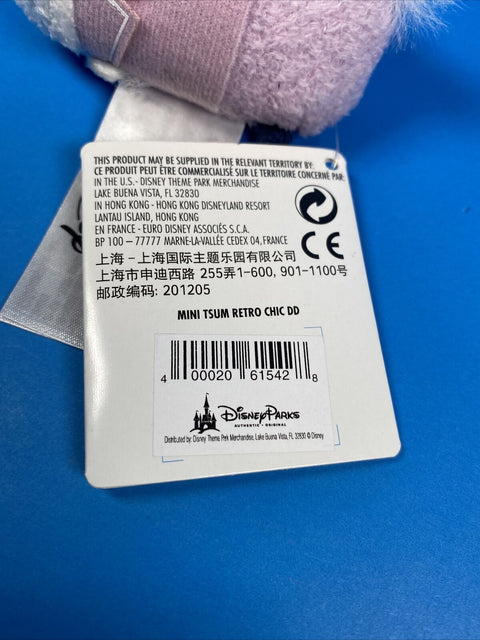 THIS PRODUCT MAY BE SUPPLIED IN THE RELEVANT TERRITORY BY:
CE PRODUIT PEUT ÊTRE COMMERCIALISÉ SUR LE TERRITOIRE CONCERNÉ PAR:
IN THE U.S.- DISNEY THEME PARK MERCHANDISE
LAKE BUENA VISTA, FL 32830
IN HONG KONG - HONG KONG DISNEYLAND RESORT
LANTAU ISLAND, HONG KONG
EN FRANCE - EURO DISNEY ASSOCIÉS S.C.A.
BP 100 – 77777 MARNE-LA-VALLÉE CEDEX 04, FRANCE
CE
上海 - 上海国际主题乐园有限公司
上海市申迪西路 255弄1-600, 901-1100号
邮政编码: 201205
MINI TSUM RETRO CHIC DD
4 00020 61542 8
Disney Parks
AUTHENTIC • ORIGINAL
Distributed by: Disney Theme Park Merchandise, Lake Buena Vista, FL 32830 © Disney